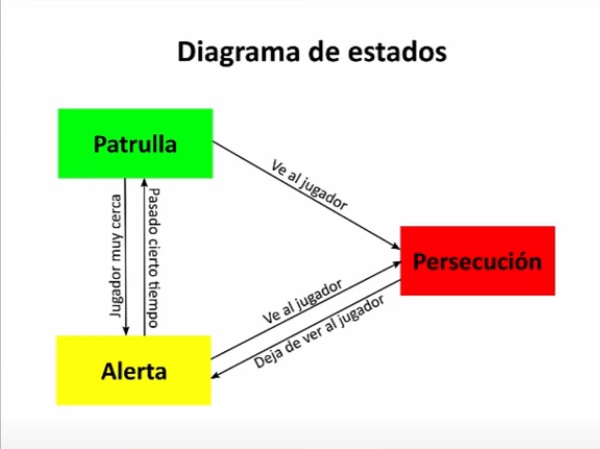 Diagrama de estados
Patrulla
Ve al jugador
Jugador muy cerca
Pasado cierto tiempo
Persecución
Ve al jugador
Deja de ver al jugador
Alerta